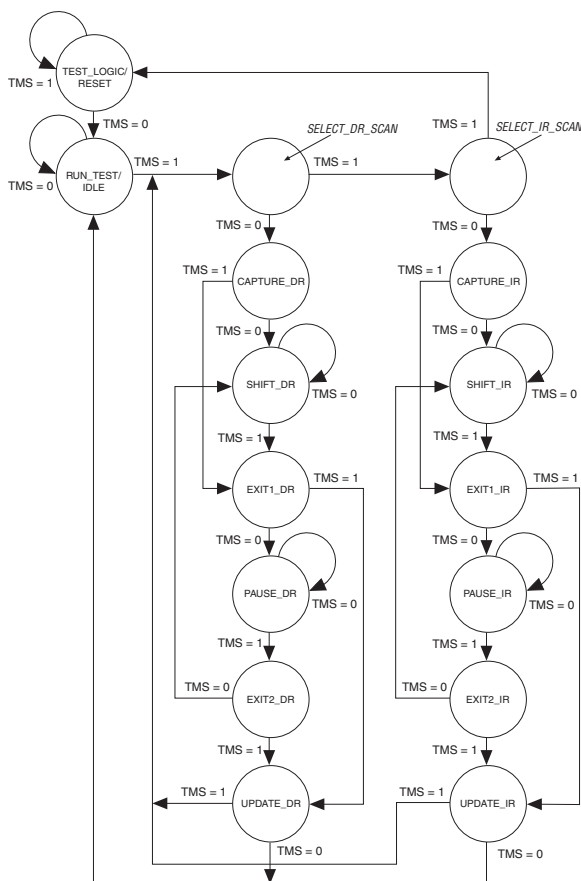 TEST_LOGIC/
RESET
TMS = 1
TMS = 0
SELECT_DR_SCAN
TMS = 1
SELECT_IR_SCAN
RUN_TEST/
IDLE
TMS = 0
TMS = 1
TMS = 1
TMS = 0
TMS = 0
TMS = 1
CAPTURE_DR
TMS = 1
CAPTURE_IR
TMS = 0
TMS = 0
SHIFT_DR
TMS = 0
SHIFT_IR
TMS = 0
TMS = 1
TMS = 1
EXIT1_DR
TMS = 1
EXIT1_IR
TMS = 1
TMS = 0
TMS = 0
PAUSE_DR
TMS = 0
PAUSE_IR
TMS = 0
TMS = 1
TMS = 1
TMS = 0
EXIT2_DR
TMS = 0
EXIT2_IR
TMS = 1
TMS = 1
TMS = 1
UPDATE_DR
TMS = 1
UPDATE_IR
TMS = 0
TMS = 0